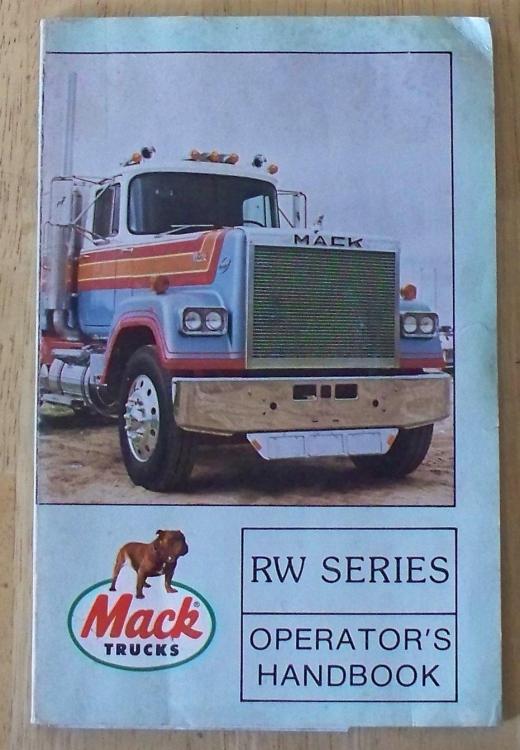 MACK
Mack®
TRUCKS
RW SERIES
OPERATOR'S
HANDBOOK